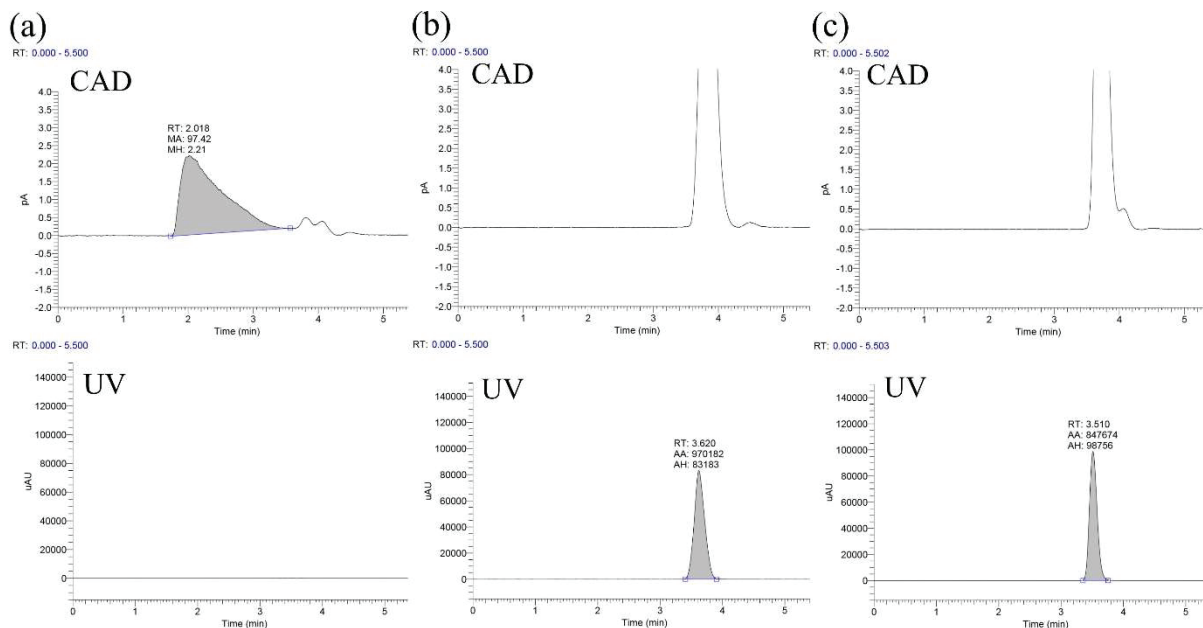 (a)
RT: 0.000 - 5.500
CAD
4.0
3.5
3.0
2.5
2.0
1.5
1.0
0.5
0.0
-0.5
-1.0
-1.5
-2.0
pA
RT: 2.018
MA: 97.42
MH: 2.21
0 1 2 3 4 5
Time (min)
(b)
RT: 0.000 - 5.500
CAD
4.0
3.5
3.0
2.5
2.0
1.5
1.0
0.5
0.0
-0.5
-1.0
-1.5
-2.0
pA
0 1 2 3 4 5
Time (min)
(c)
RT: 0.000 - 5.502
CAD
4.0
3.5
3.0
2.5
2.0
1.5
1.0
0.5
0.0
-0.5
-1.0
-1.5
-2.0
pA
0 1 2 3 4 5
Time (min)
RT: 0.000 - 5.500
UV
140000
120000
100000
80000
60000
40000
20000
0
uAU
0 1 2 3 4 5
Time (min)
RT: 0.000 - 5.500
UV
140000
120000
100000
80000
60000
40000
20000
0
uAU
RT: 3.620
AA: 970182
AH: 83183
0 1 2 3 4 5
Time (min)
RT: 0.000 - 5.503
UV
140000
120000
100000
80000
60000
40000
20000
0
uAU
RT: 3.510
AA: 847674
AH: 98756
0 1 2 3 4 5
Time (min)